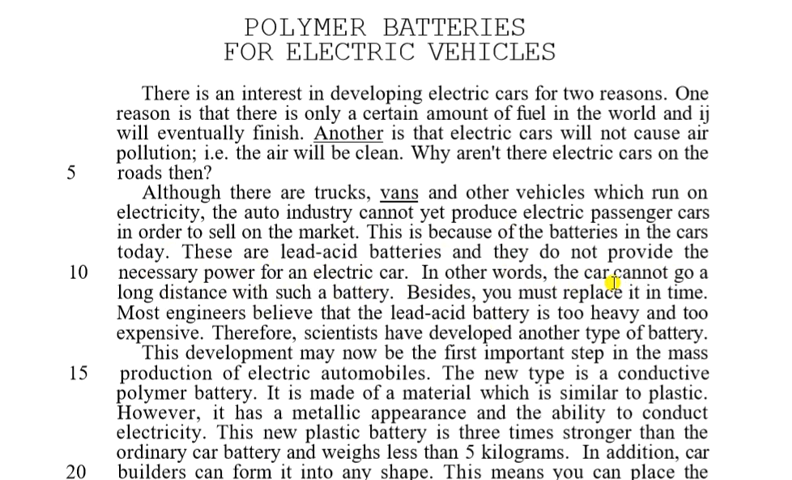 POLYMER BATTERIES
FOR ELECTRIC VEHICLES
There is an interest in developing electric cars for two reasons. One
reason is that there is only a certain amount of fuel in the world and ij
will eventually finish. Another is that electric cars will not cause air
pollution; i.e. the air will be clean. Why aren't there electric cars on the
5 roads then?
Although there are trucks, vans and other vehicles which run on
electricity, the auto industry cannot yet produce electric passenger cars
in order to sell on the market. This is because of the batteries in the cars
today. These are lead-acid batteries and they do not provide the
10 necessary power for an electric car. In other words, the car cannot go a
long distance with such a battery. Besides, you must replace it in time.
Most engineers believe that the lead-acid battery is too heavy and too
expensive. Therefore, scientists have developed another type of battery.
This development may now be the first important step in the mass
15 production of electric automobiles. The new type is a conductive
polymer battery. It is made of a material which is similar to plastic.
However, it has a metallic appearance and the ability to conduct
electricity. This new plastic battery is three times stronger than the
ordinary car battery and weighs less than 5 kilograms. In addition, car
20 builders can form it into any shape. This means you can place the